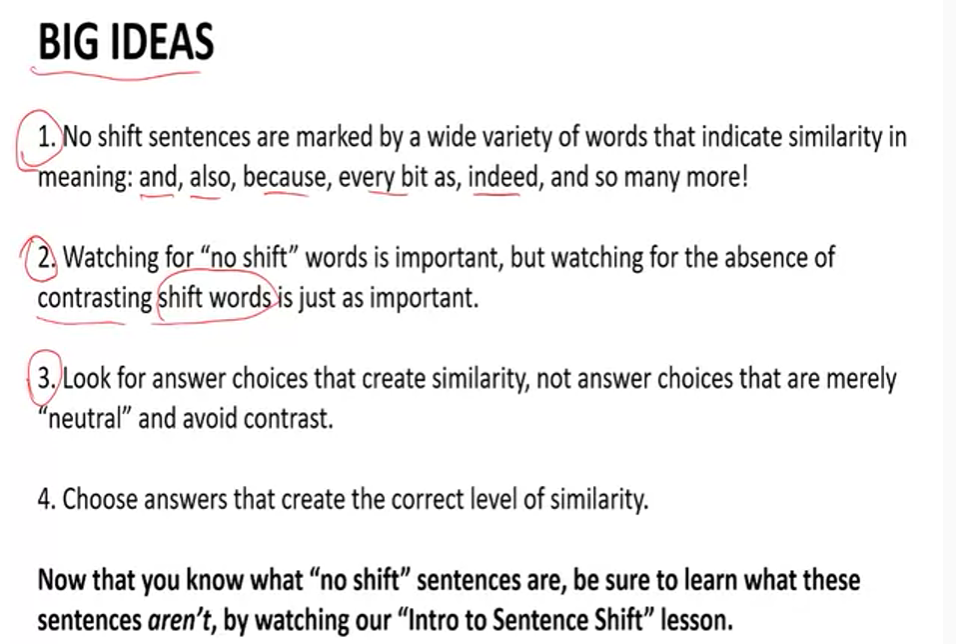 BIG IDEAS
1. No shift sentences are marked by a wide variety of words that indicate similarity in
meaning: and, also, because, every bit as, indeed, and so many more!
2. Watching for “no shift” words is important, but watching for the absence of
contrasting shift words is just as important.
3. Look for answer choices that create similarity, not answer choices that are merely
“neutral” and avoid contrast.
4. Choose answers that create the correct level of similarity.
Now that you know what “no shift” sentences are, be sure to learn what these
sentences aren’t, by watching our “Intro to Sentence Shift” lesson.